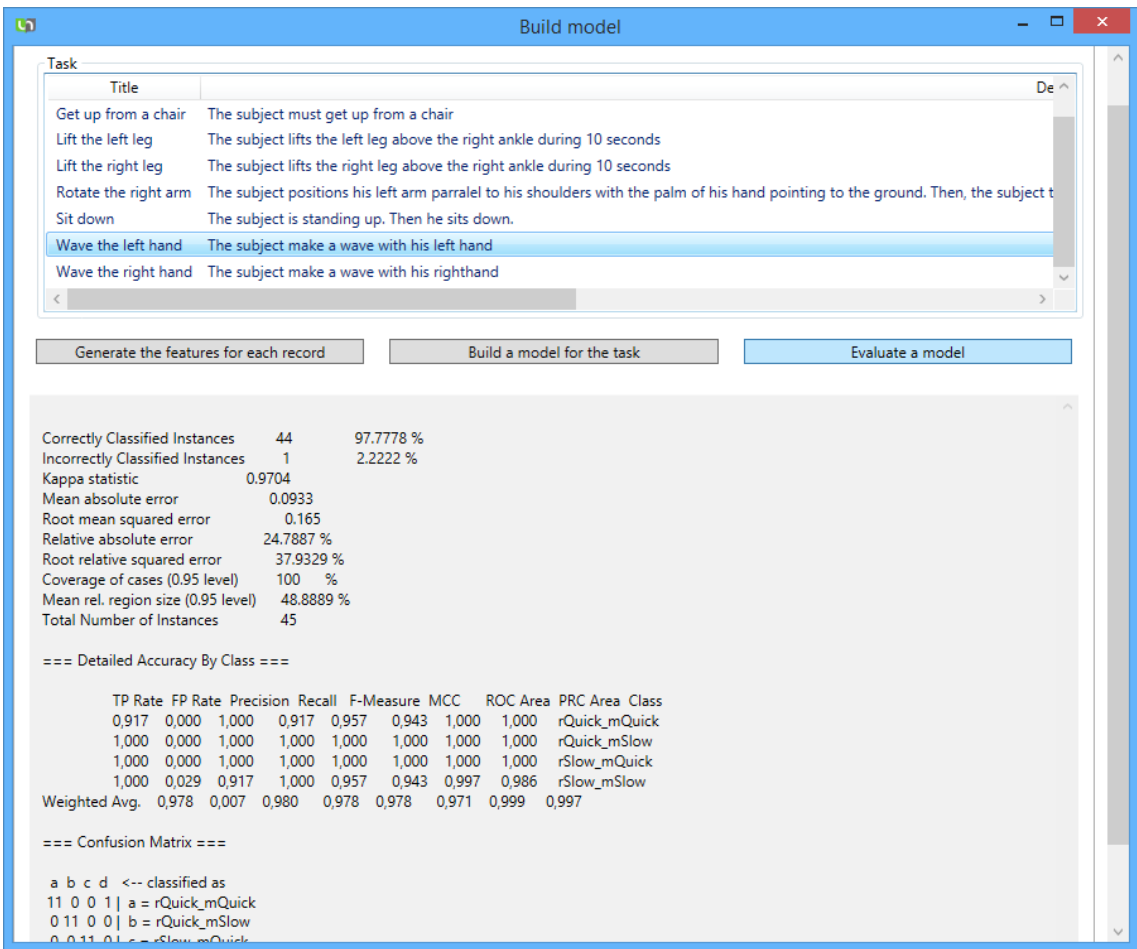 Build model
Task
Title De
Get up from a chair The subject must get up from a chair
Lift the left leg The subject lifts the left leg above the right ankle during 10 seconds
Lift the right leg The subject lifts the right leg above the right ankle during 10 seconds
Rotate the right arm The subject positions his left arm parralel to his shoulders with the palm of his hand pointing to the ground. Then, the subject t
Sit down The subject is standing up. Then he sits down.
Wave the left hand The subject make a wave with his left hand
Wave the right hand The subject make a wave with his righthand
Generate the features for each record Build a model for the task Evaluate a model
Correctly Classified Instances 44 97.7778 %
Incorrectly Classified Instances 1 2.2222 %
Kappa statistic 0.9704
Mean absolute error 0.0933
Root mean squared error 0.165
Relative absolute error 24.7887 %
Root relative squared error 37.9329 %
Coverage of cases (0.95 level) 100 %
Mean rel. region size (0.95 level) 48.8889 %
Total Number of Instances 45
=== Detailed Accuracy By Class ===
TP Rate FP Rate Precision Recall F-Measure MCC ROC Area PRC Area Class
0,917 0,000 1,000 0,917 0,957 0,943 1,000 1,000 rQuick_mQuick
1,000 0,000 1,000 1,000 1,000 1,000 1,000 1,000 rQuick_mSlow
1,000 0,000 1,000 1,000 1,000 1,000 1,000 1,000 rSlow_mQuick
1,000 0,029 0,917 1,000 0,957 0,943 0,997 0,986 rSlow_mSlow
Weighted Avg. 0,978 0,007 0,980 0,978 0,978 0,971 0,999 0,997
=== Confusion Matrix ===
a b c d <-- classified as
11 0 0 1 | a = rQuick_mQuick
0 11 0 0 | b = rQuick_mSlow
0 0 11 0 | c = rSlow_mQuick